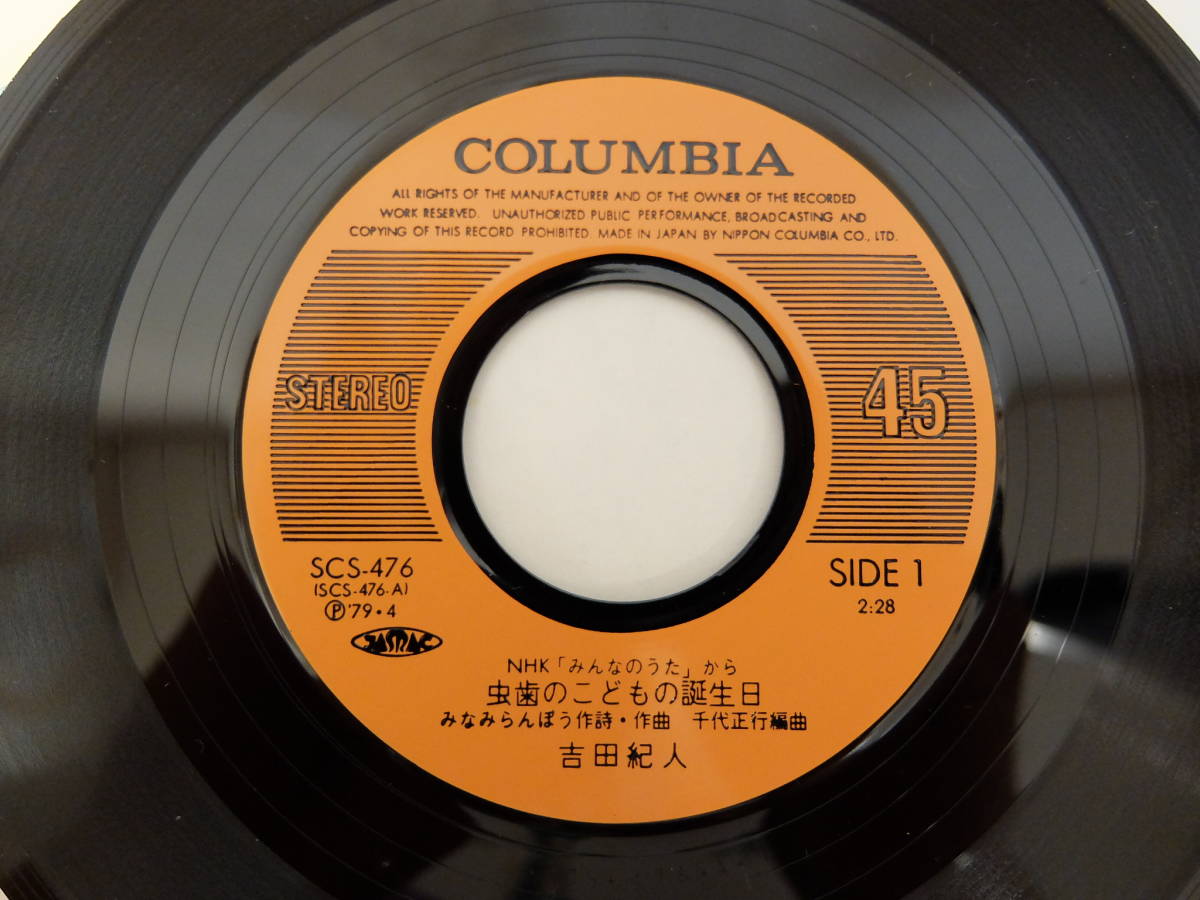 COLUMBIA
ALL RIGHTS OF THE MANUFACTURER AND OF THE OWNER OF THE RECORDED
WORK RESERVED. UNAUTHORIZED PUBLIC PERFORMANCE, BROADCASTING AND
COPYING OF THIS RECORD PROHIBITED. MADE IN JAPAN BY NIPPON COLUMBIA CO., LTD.
STEREO
45
SCS-476
(SCS-476-A)
Ⓟ'79・4
JASRAC
SIDE 1
2:28
NHK「みんなのうた」から
虫歯のこどもの誕生日
みなみらんぼう作詩・作曲 千代正行編曲
吉田紀人